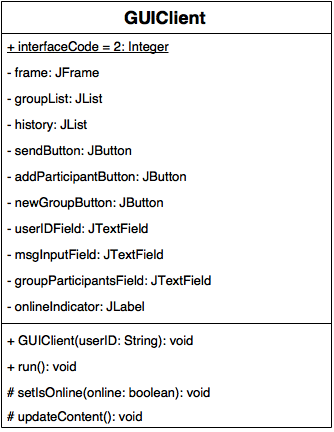 GUIClient
+ interfaceCode = 2: Integer
- frame: JFrame
- groupList: JList
- history: JList
- sendButton: JButton
- addParticipantButton: JButton
- newGroupButton: JButton
- userIDField: JTextField
- msgInputField: JTextField
- groupParticipantsField: JTextField
- onlineIndicator: JLabel
+ GUIClient(userID: String): void
+ run(): void
# setIsOnline(online: boolean): void
# updateContent(): void